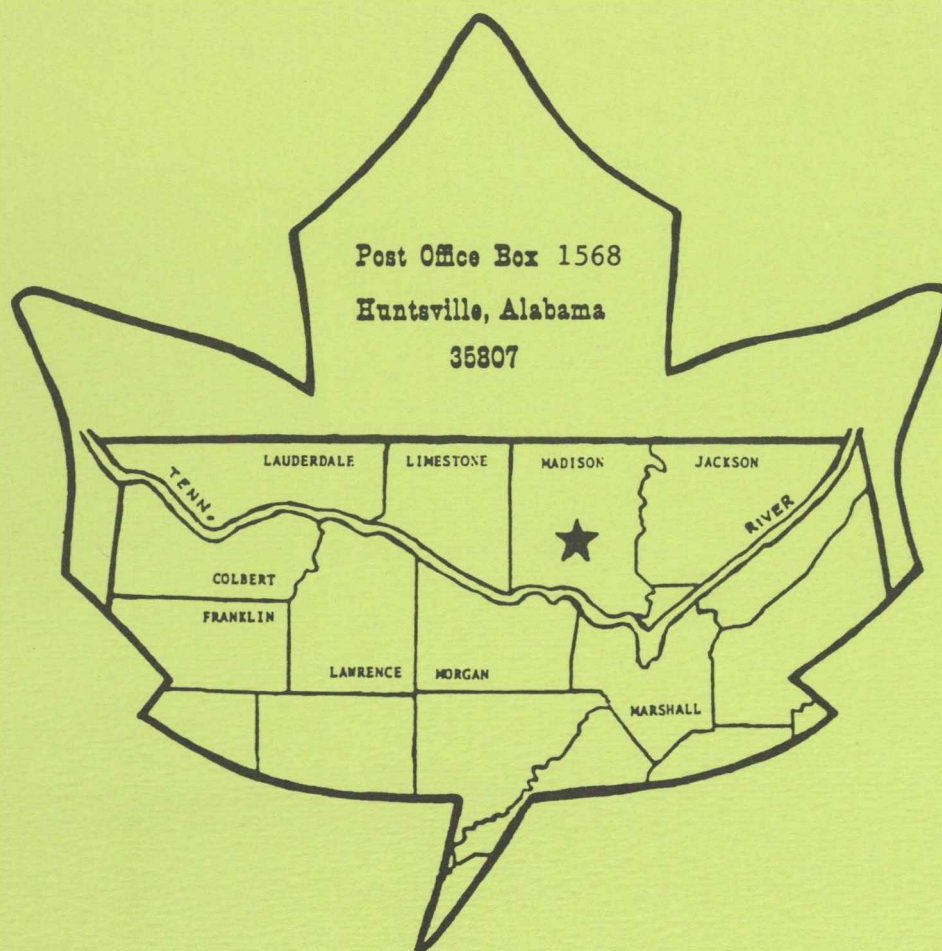 Post Office Box 1568
Huntsville, Alabama
35807
LAUDERDALE LIMESTONE MADISON JACKSON
TENN. RIVER
COLBERT
FRANKLIN
LAWRENCE MORGAN
MARSHALL